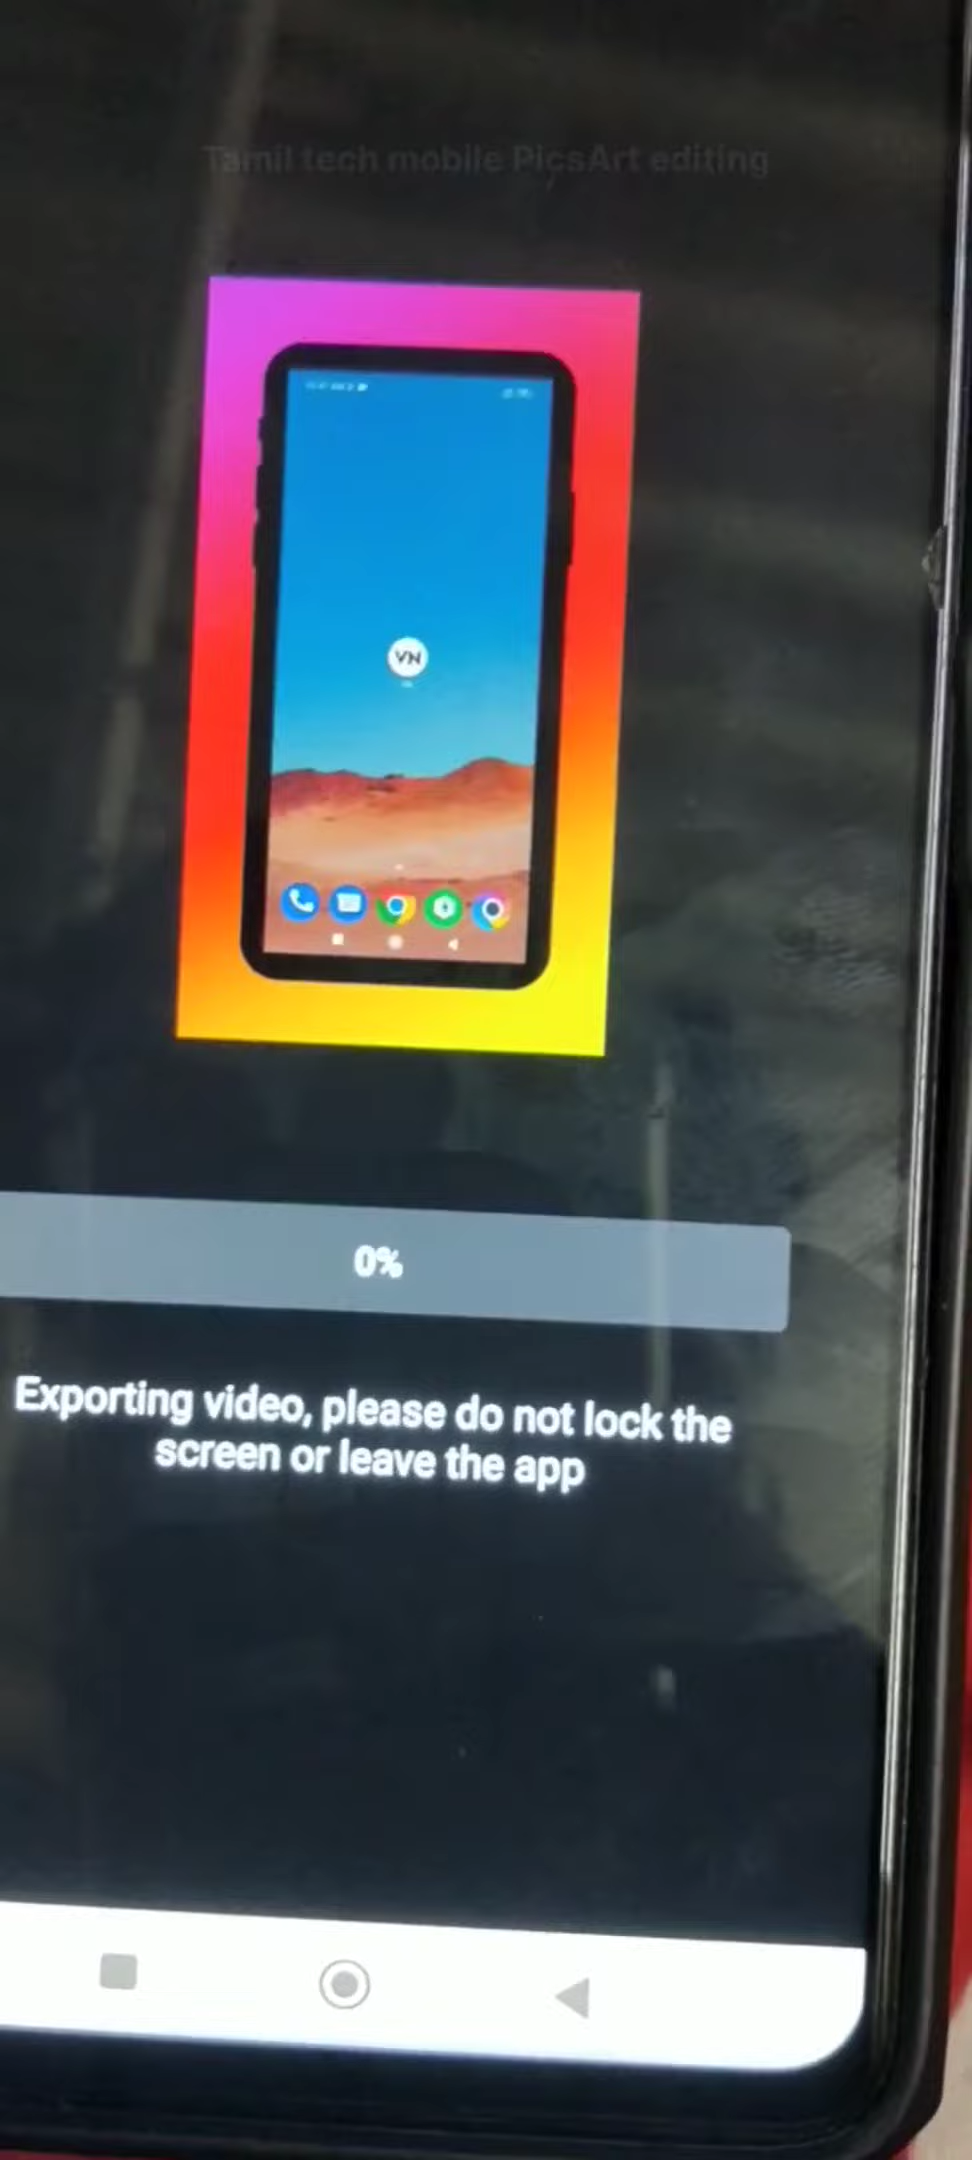 Tamil tech mobile PicsArt editing
VN
0%
Exporting video, please do not lock the
screen or leave the app